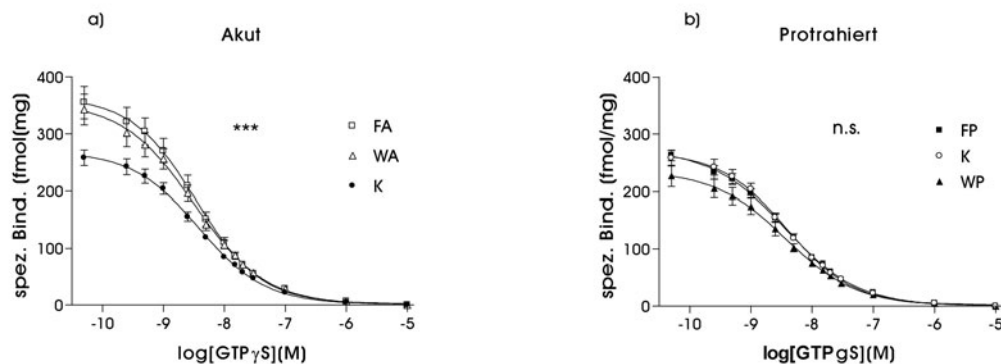 a)
Akut
spez. Bind. (fmol(mg)
400
300
200
100
0
***
FA
WA
K
-10 -9 -8 -7 -6 -5
log[GTPγS](M)
b)
Protrahiert
spez. Bind. (fmol/mg)
400
300
200
100
0
n.s.
FP
K
WP
-10 -9 -8 -7 -6 -5
log[GTPgS](M)